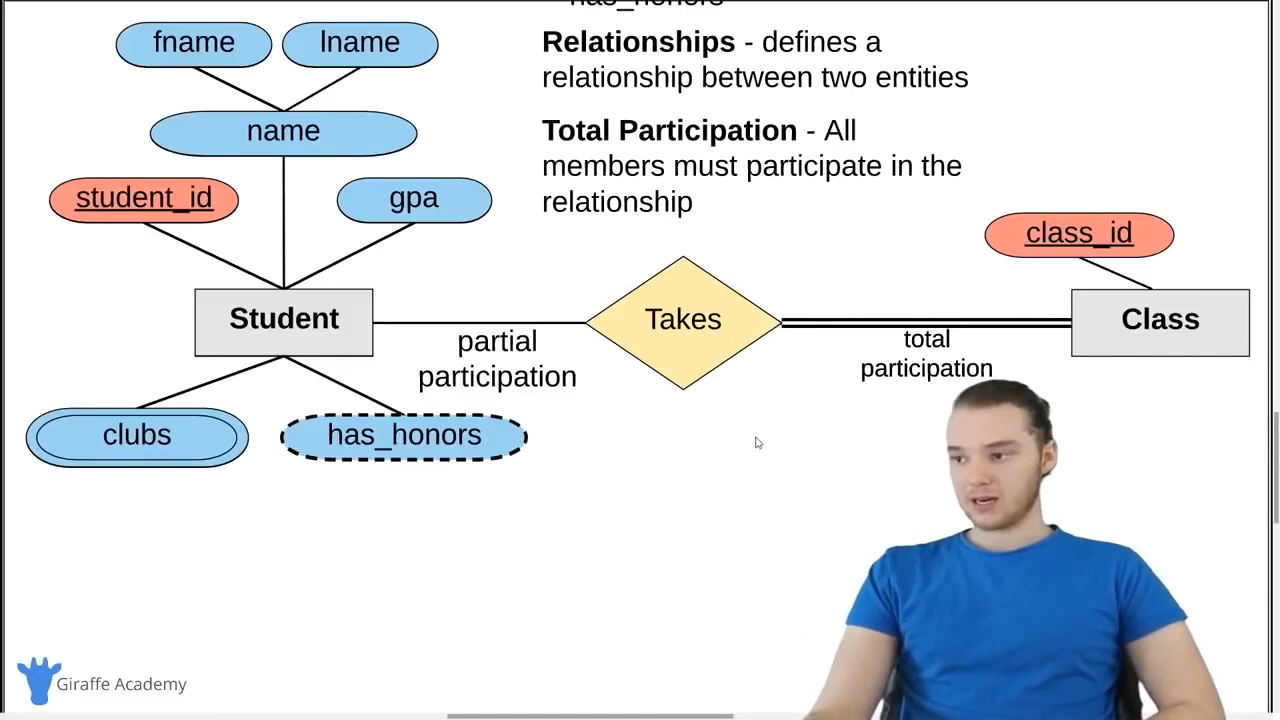 has_honors
fname
lname
Relationships - defines a
relationship between two entities
name
Total Participation - All
members must participate in the
relationship
student_id
gpa
class_id
Student
Takes
Class
partial
participation
total
participation
clubs
has_honors
Giraffe Academy